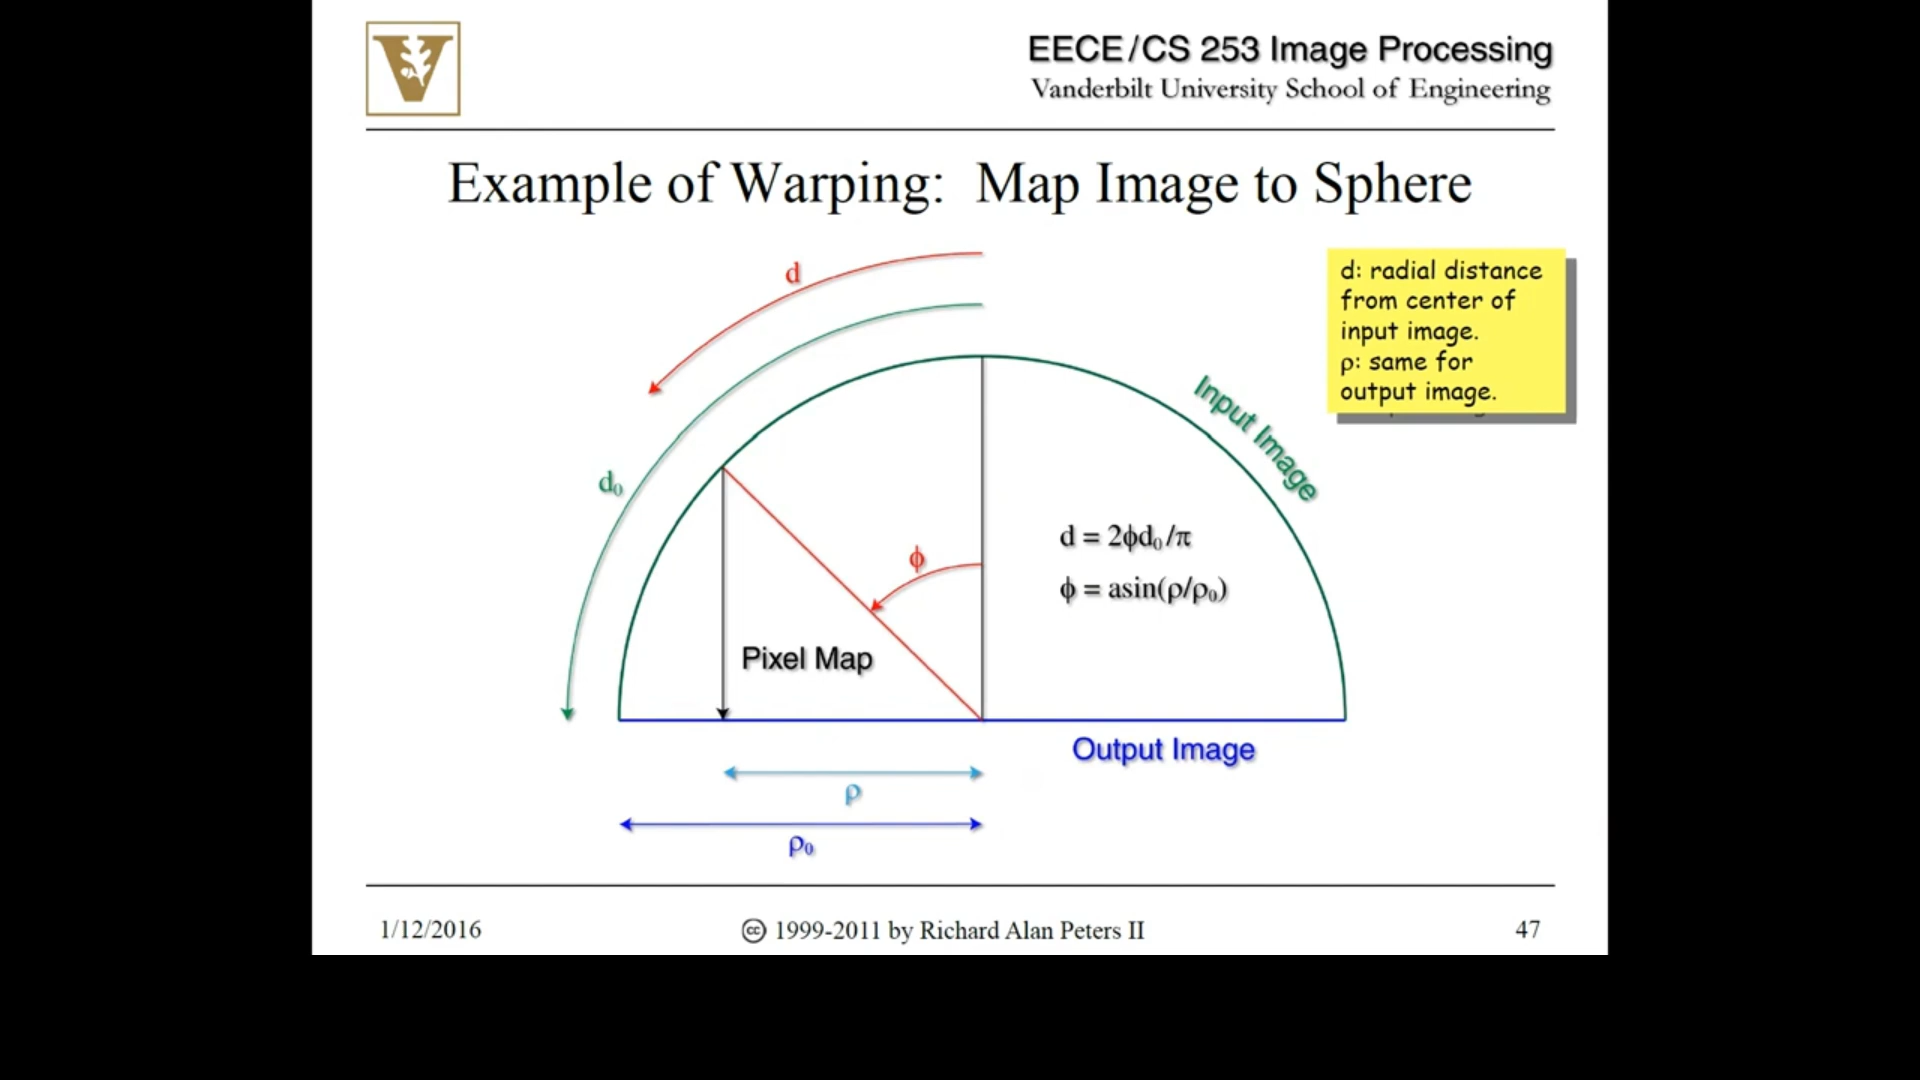 V
EECE/CS 253 Image Processing
Vanderbilt University School of Engineering
Example of Warping: Map Image to Sphere
d
d: radial distance
from center of
input image.
ρ: same for
output image.
Input Image
d₀
d = 2ϕd₀/π
ϕ
ϕ = asin(ρ/ρ₀)
Pixel Map
Output Image
ρ
ρ₀
1/12/2016
cc 1999-2011 by Richard Alan Peters II
47